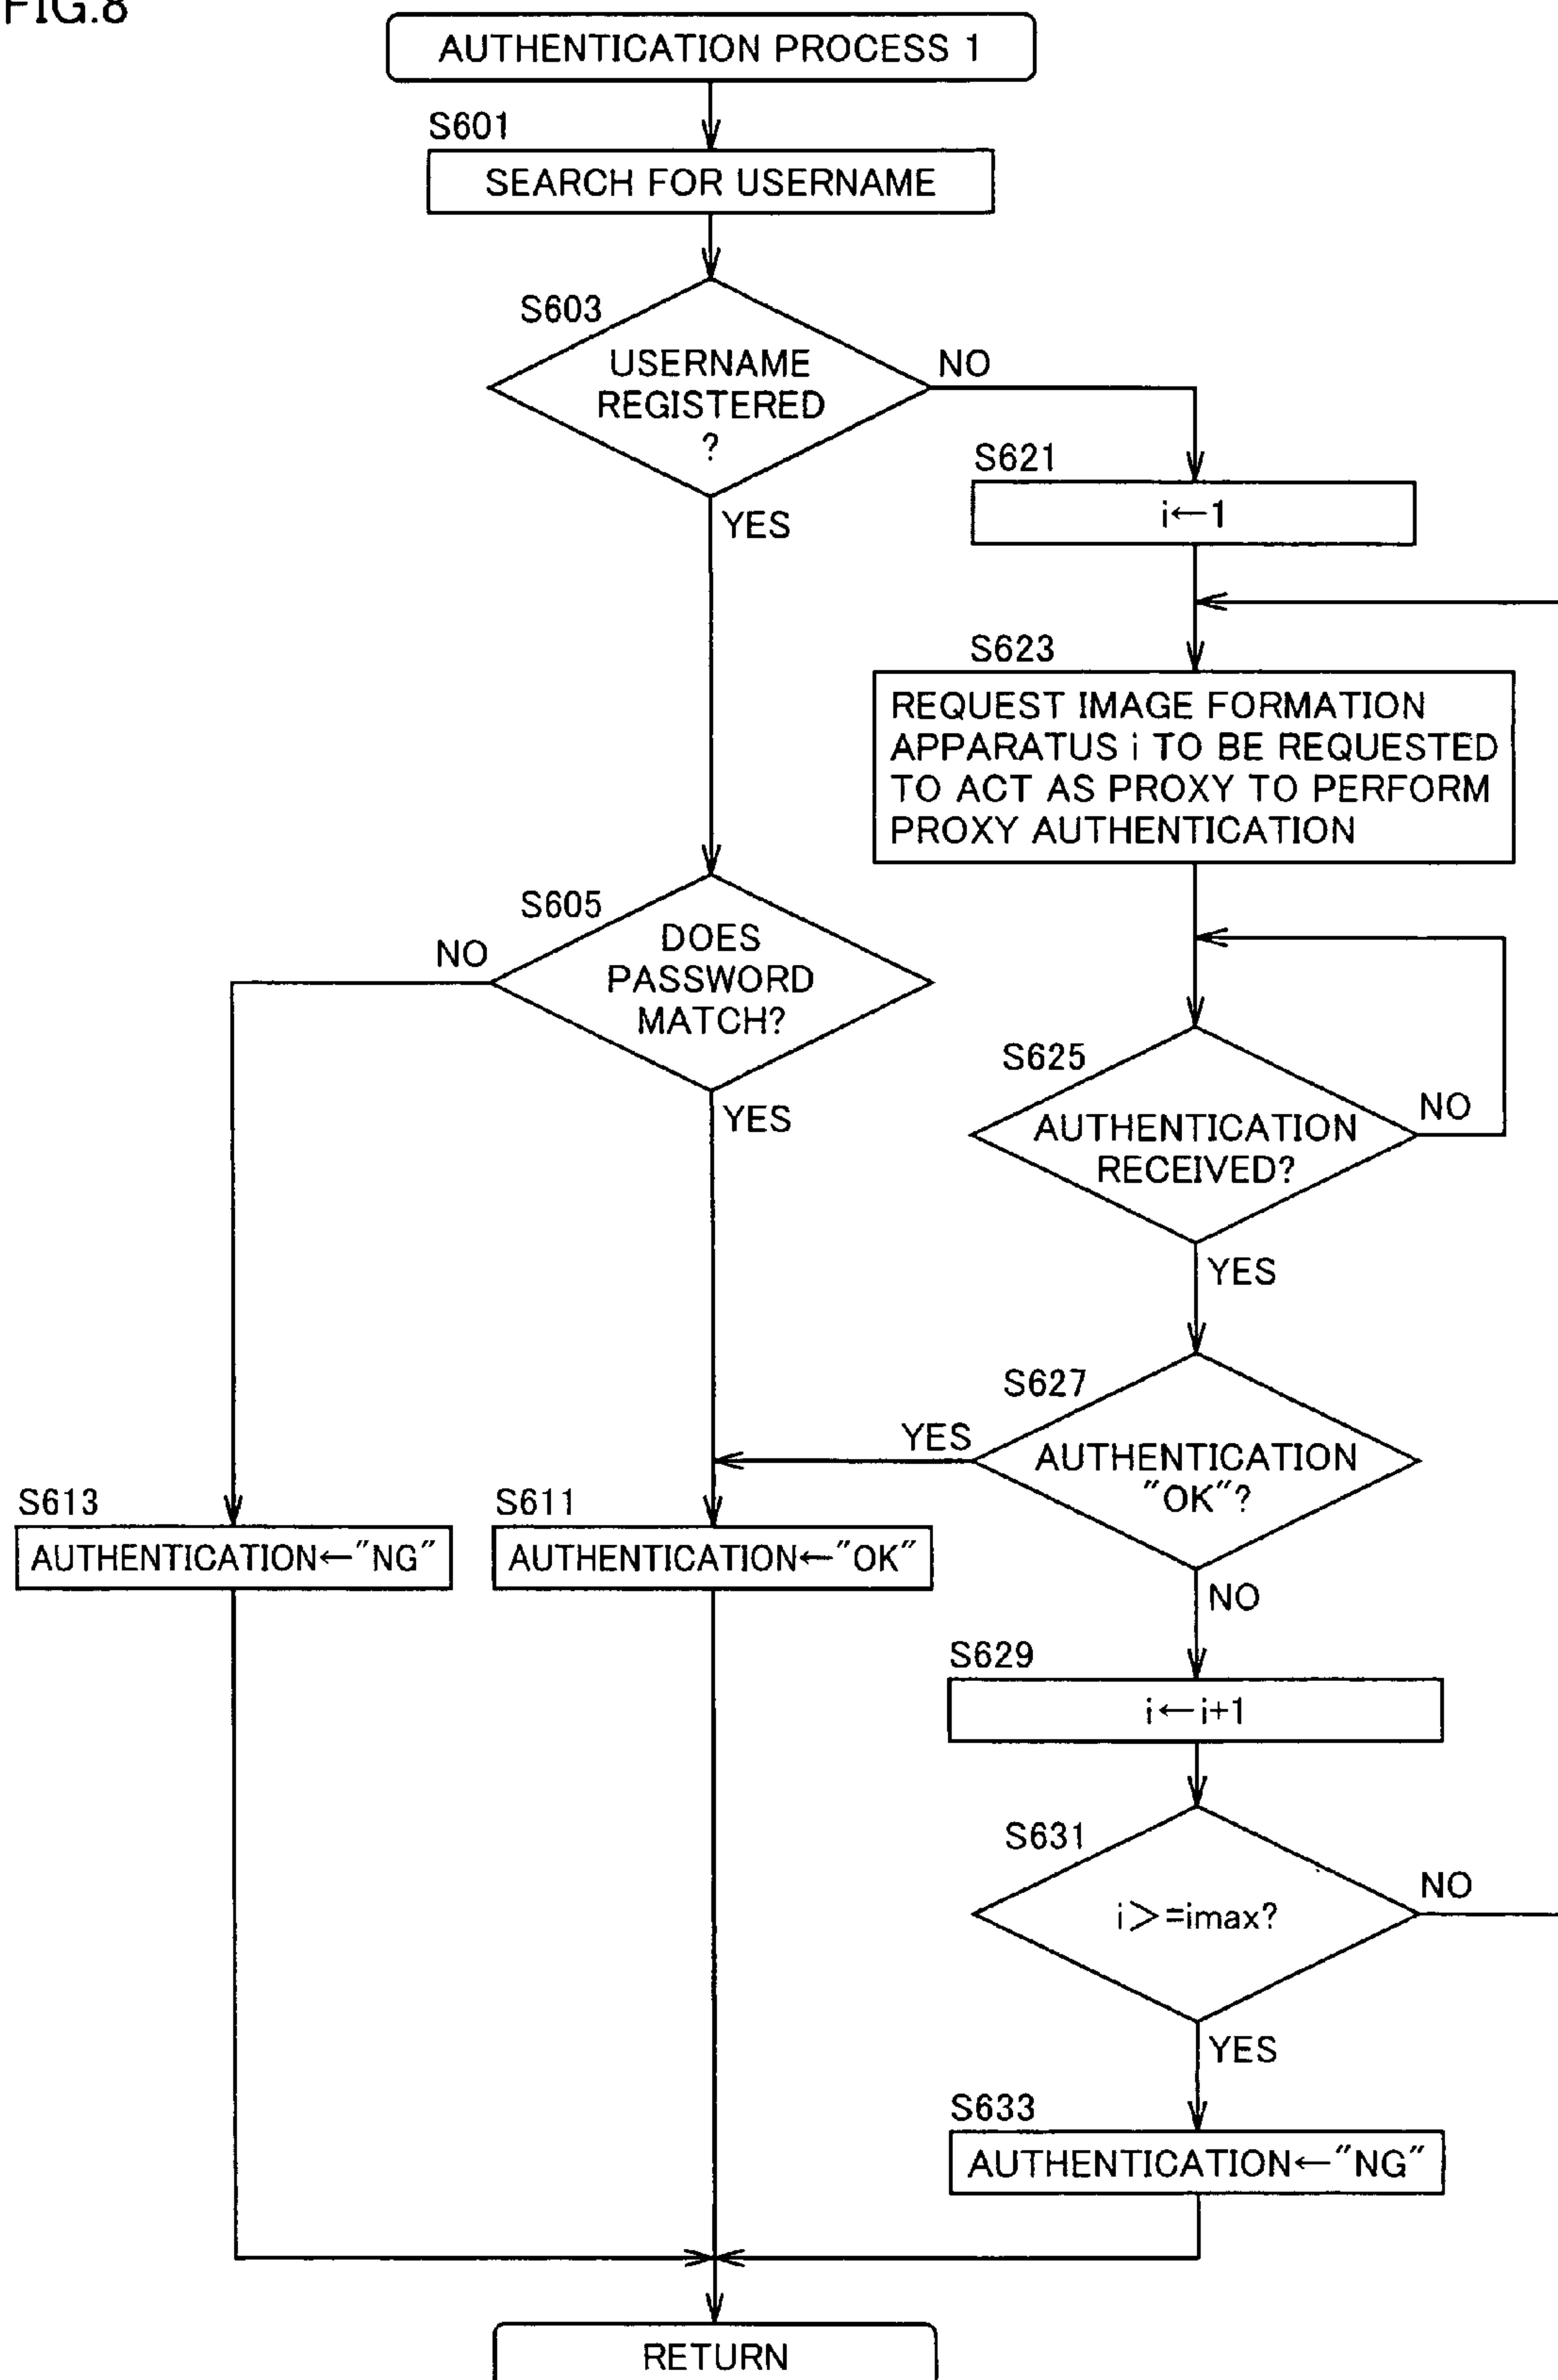 FIG.8
AUTHENTICATION PROCESS 1
S601
SEARCH FOR USERNAME
S603
USERNAME
REGISTERED
?
NO
YES
S621
i←1
S623
REQUEST IMAGE FORMATION
APPARATUS i TO BE REQUESTED
TO ACT AS PROXY TO PERFORM
PROXY AUTHENTICATION
S605
DOES
PASSWORD
MATCH?
NO
YES
S625
AUTHENTICATION
RECEIVED?
NO
YES
S627
AUTHENTICATION
"OK"?
YES
NO
S613
AUTHENTICATION←"NG"
S611
AUTHENTICATION←"OK"
S629
i←i+1
S631
i>=imax?
NO
YES
S633
AUTHENTICATION←"NG"
RETURN